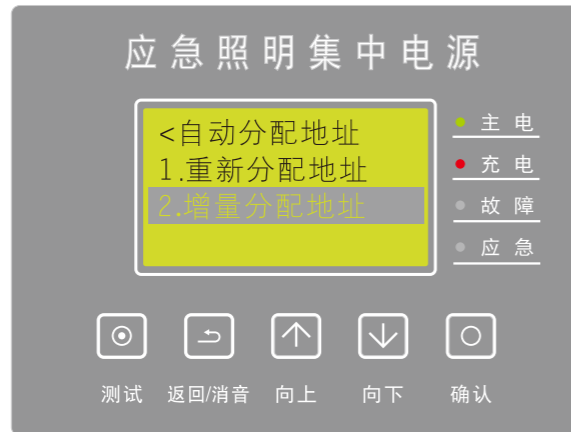 应急照明集中电源
<自动分配地址
1.重新分配地址
2.增量分配地址
主电
充电
故障
应急
测试 返回/消音 向上 向下 确认